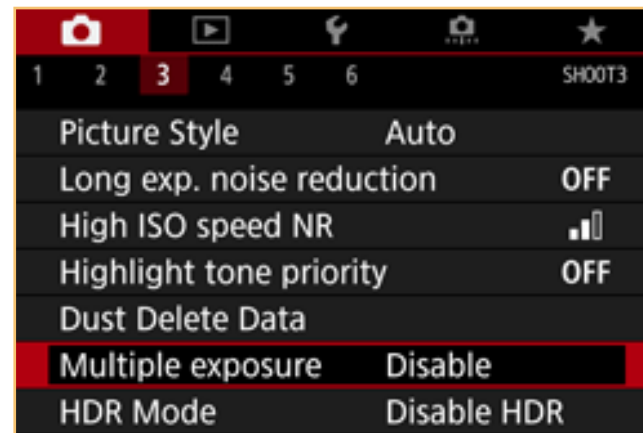 1 2 3 4 5 6 SHOOT3
Picture Style Auto
Long exp. noise reduction OFF
High ISO speed NR
Highlight tone priority OFF
Dust Delete Data
Multiple exposure Disable
HDR Mode Disable HDR